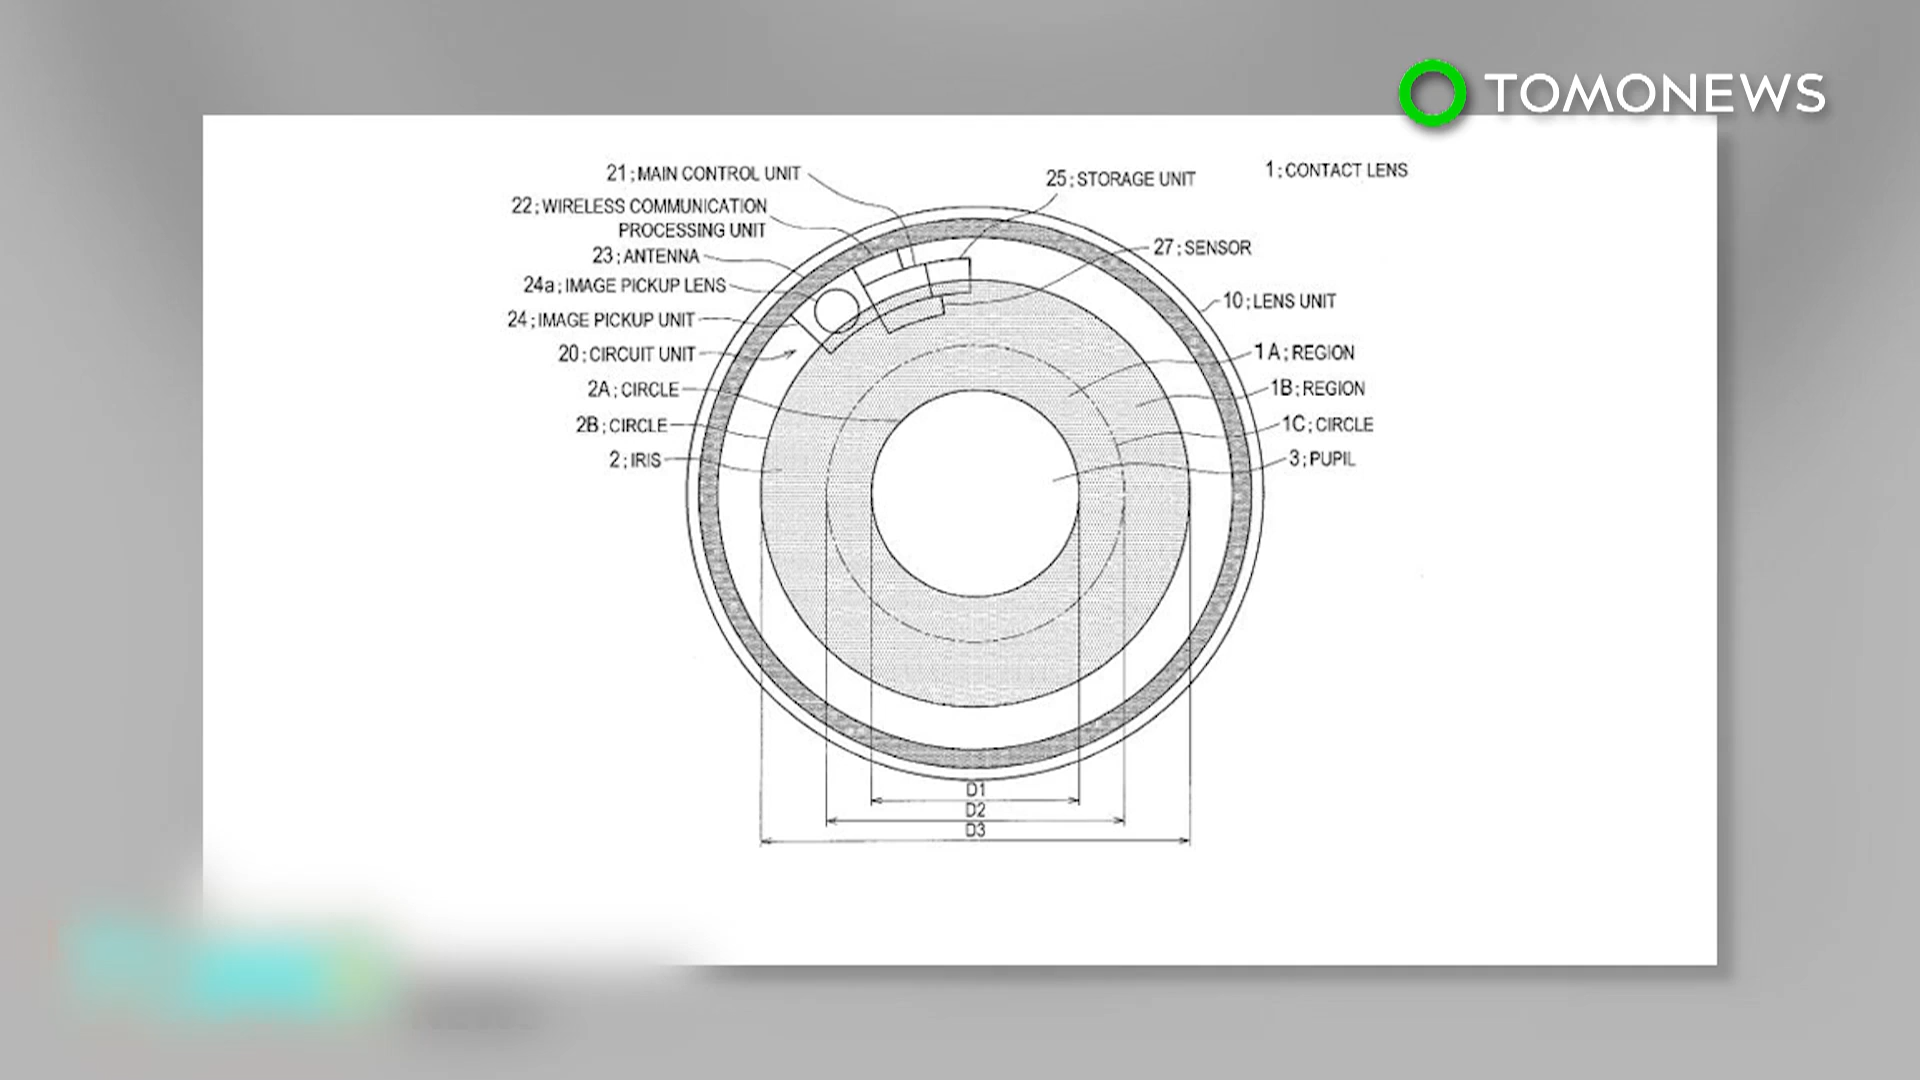 TOMONEWS
21; MAIN CONTROL UNIT
22; WIRELESS COMMUNICATION
PROCESSING UNIT
23; ANTENNA
24a; IMAGE PICKUP LENS
24; IMAGE PICKUP UNIT
20; CIRCUIT UNIT
2A; CIRCLE
2B; CIRCLE
2; IRIS
25; STORAGE UNIT
1; CONTACT LENS
27; SENSOR
10; LENS UNIT
1A; REGION
1B; REGION
1C; CIRCLE
3; PUPIL
D1
D2
D3